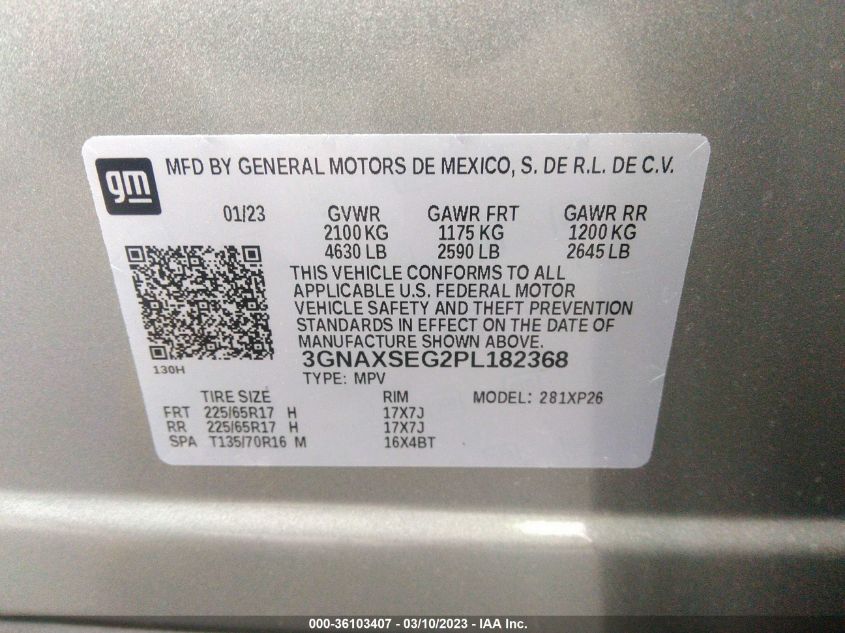 gm
MFD BY GENERAL MOTORS DE MEXICO, S. DE R.L. DE C.V.
01/23 GVWR GAWR FRT GAWR RR
2100 KG 1175 KG 1200 KG
4630 LB 2590 LB 2645 LB
THIS VEHICLE CONFORMS TO ALL
APPLICABLE U.S. FEDERAL MOTOR
VEHICLE SAFETY AND THEFT PREVENTION
STANDARDS IN EFFECT ON THE DATE OF
MANUFACTURE SHOWN ABOVE.
3GNAXSEG2PL182368
130H
TYPE: MPV
TIRE SIZE RIM MODEL: 281XP26
FRT 225/65R17 H 17X7J
RR 225/65R17 H 17X7J
SPA T135/70R16 M 16X4BT
000-36103407 - 03/10/2023 - IAA Inc.